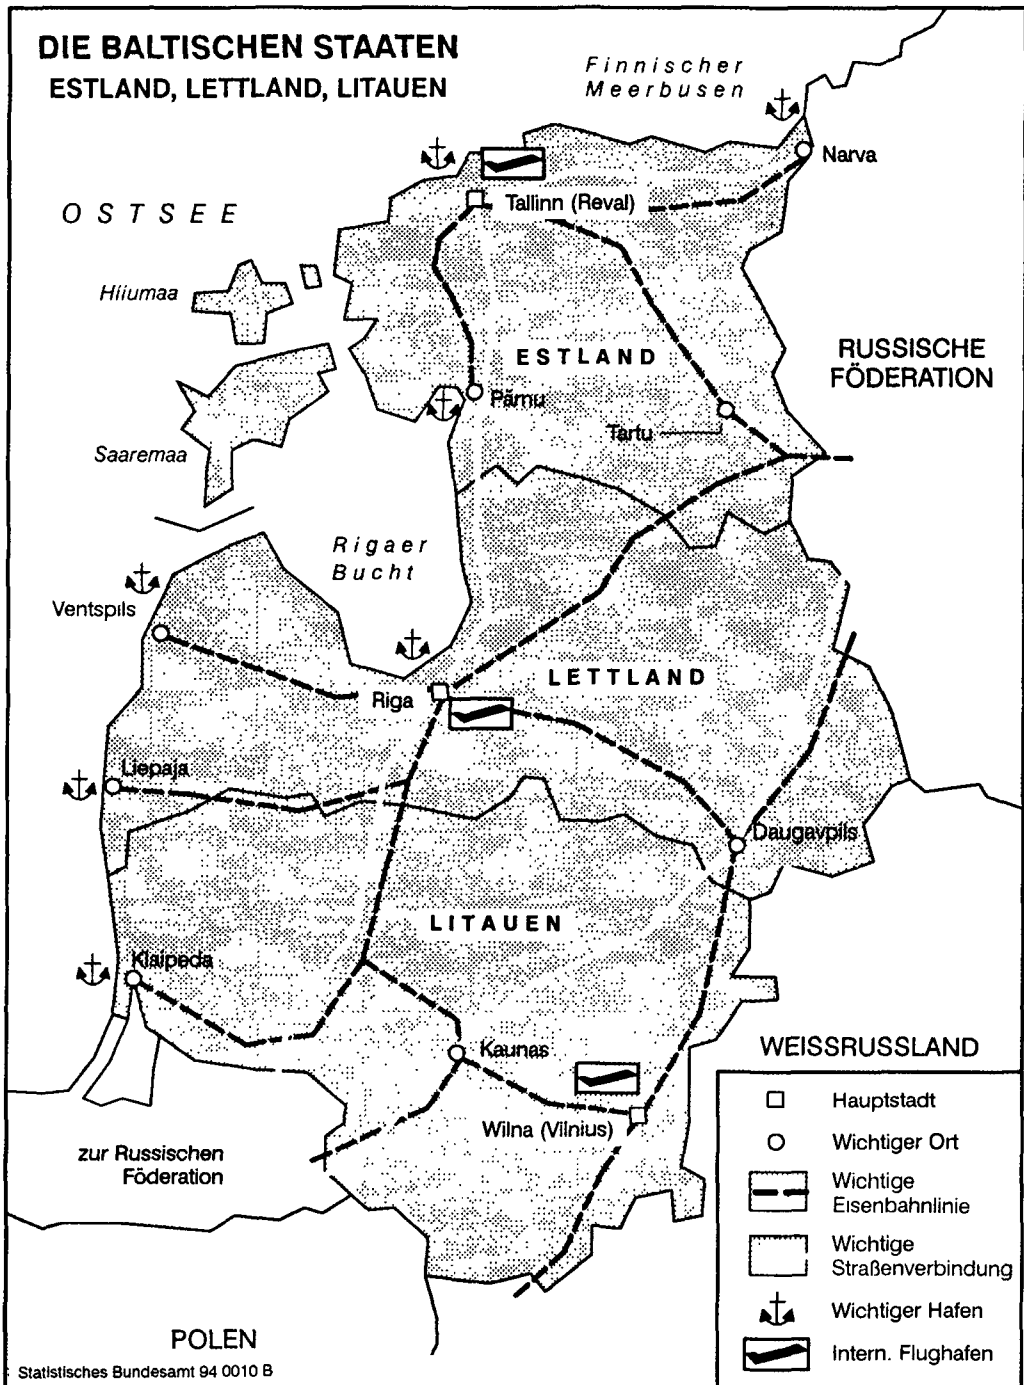 DIE BALTISCHEN STAATEN
ESTLAND, LETTLAND, LITAUEN
Finnischer
Meerbusen
Narva
Tallinn (Reval)
OSTSEE
Hiiumaa
ESTLAND
RUSSISCHE
FÖDERATION
Pärnu
Tartu
Saaremaa
Rigaer
Bucht
Ventspils
LETTLAND
Riga
Liepaja
Daugavpils
LITAUEN
Klaipeda
Kaunas
WEISSRUSSLAND
Wilna (Vilnius)
zur Russischen
Föderation
Hauptstadt
Wichtiger Ort
Wichtige
Eisenbahnlinie
Wichtige
Straßenverbindung
Wichtiger Hafen
Intern. Flughafen
POLEN
Statistisches Bundesamt 94 0010 B